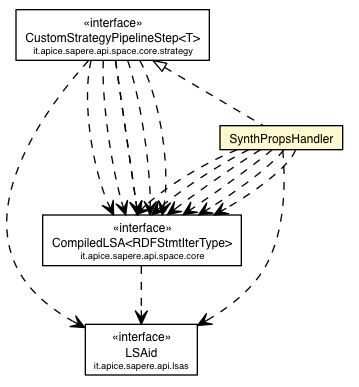 «interface»
CustomStrategyPipelineStep<T>
it.apice.sapere.api.space.core.strategy
SynthPropsHandler
«interface»
CompiledLSA<RDFStmtIterType>
it.apice.sapere.api.space.core
«interface»
LSAid
it.apice.sapere.api.lsas